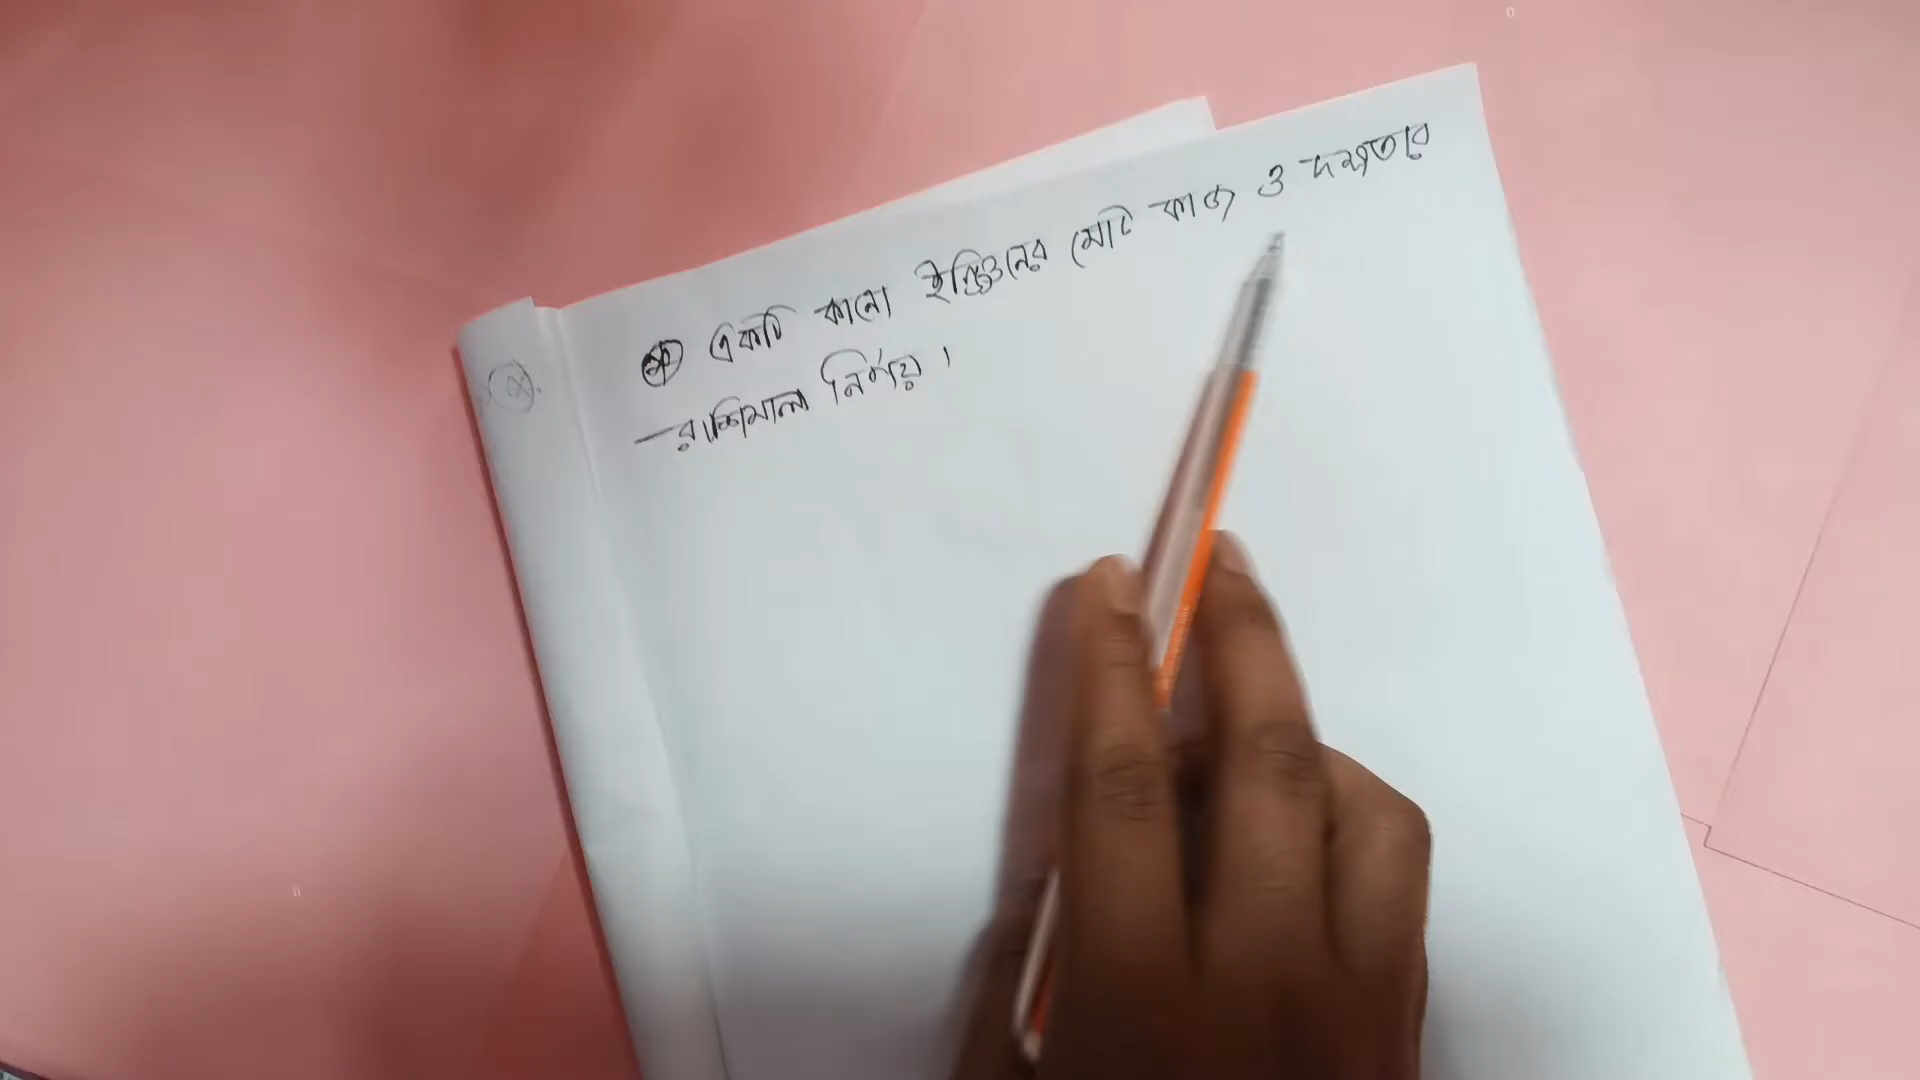 একটি কার্নো ইঞ্জিনের মোট কাজ ও দক্ষতার
রাশিমালা নির্ণয় ।